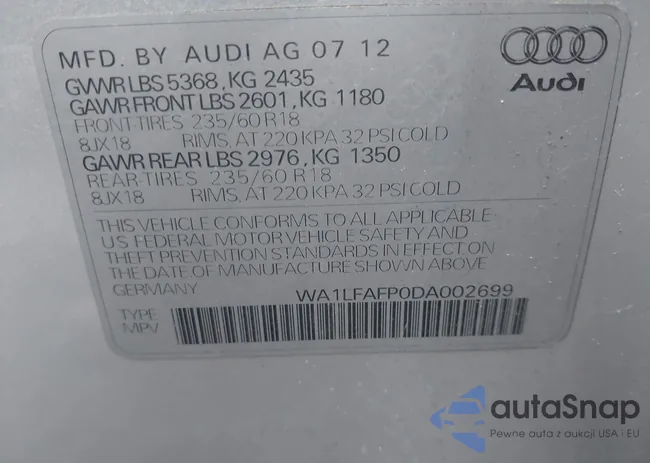 MFD. BY AUDI AG 07 12
GVWR LBS 5368, KG 2435
GAWR FRONT LBS 2601, KG 1180
FRONT-TIRES 235/60 R18
8JX18 RIMS, AT 220 KPA 32 PSI COLD
GAWR REAR LBS 2976, KG 1350
REAR-TIRES 235/60 R18
8JX18 RIMS, AT 220 KPA 32 PSI COLD
THIS VEHICLE CONFORMS TO ALL APPLICABLE
US FEDERAL MOTOR VEHICLE SAFETY AND
THEFT PREVENTION STANDARDS IN EFFECT ON
THE DATE OF MANUFACTURE SHOWN ABOVE
GERMANY WA1LFAFP0DA002699
TYPE
MPV
Audi
autaSnap
Pewne auta z aukcji USA i EU